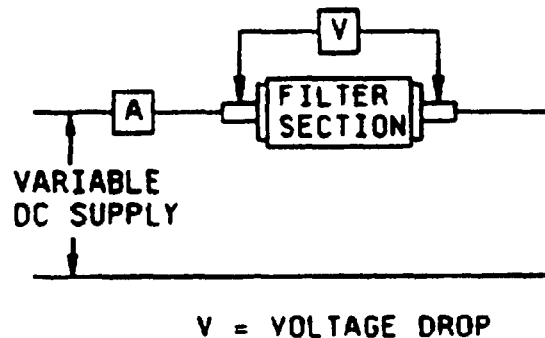 V
FILTER
SECTION
A
VARIABLE
DC SUPPLY
V = VOLTAGE DROP